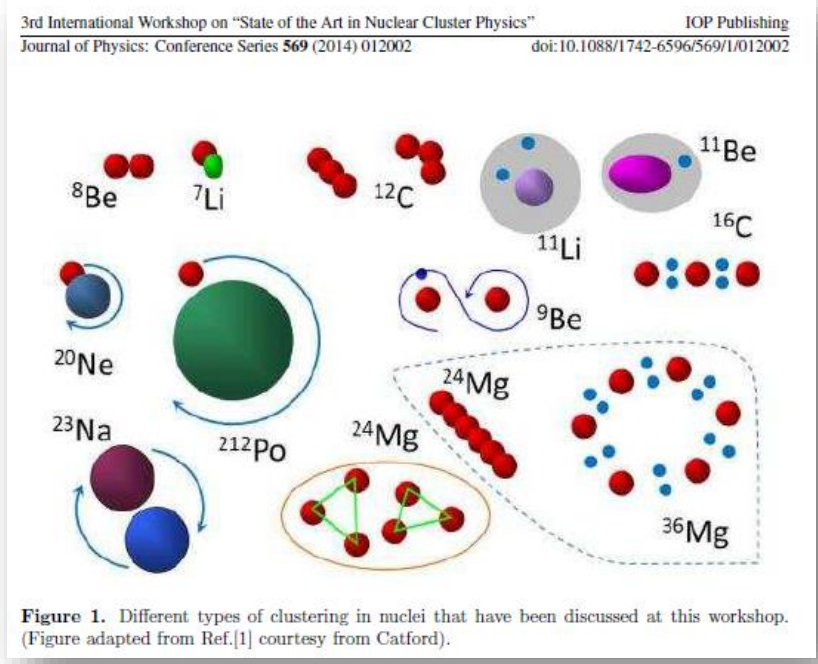 3rd International Workshop on “State of the Art in Nuclear Cluster Physics” IOP Publishing
Journal of Physics: Conference Series 569 (2014) 012002 doi:10.1088/1742-6596/569/1/012002
⁸Be
⁷Li
¹²C
¹¹Li
¹¹Be
¹⁶C
²⁰Ne
²¹²Po
⁹Be
²³Na
²⁴Mg
²⁴Mg
³⁶Mg
Figure 1. Different types of clustering in nuclei that have been discussed at this workshop.
(Figure adapted from Ref.[1] courtesy from Catford).